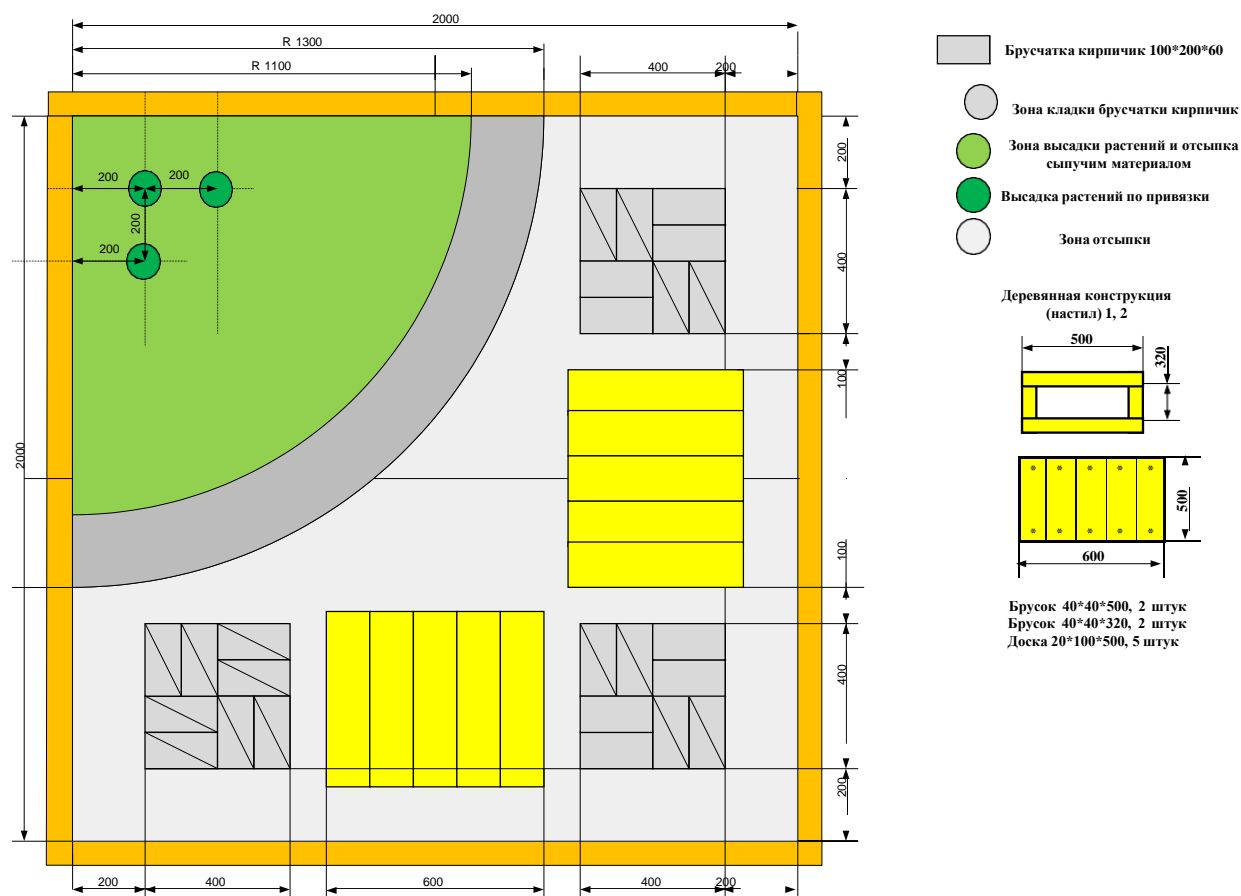 2000
R 1300
R 1100
400
200
200
200
200
200
200
400
100
2000
100
400
200
200
400
600
400
200
Брусчатка кирпичик 100*200*60
Зона кладки брусчатки кирпичик
Зона высадки растений и отсыпка
сыпучим материалом
Высадка растений по привязки
Зона отсыпки
Деревянная конструкция
(настил) 1, 2
500
320
500
600
Брусок 40*40*500, 2 штук
Брусок 40*40*320, 2 штук
Доска 20*100*500, 5 штук